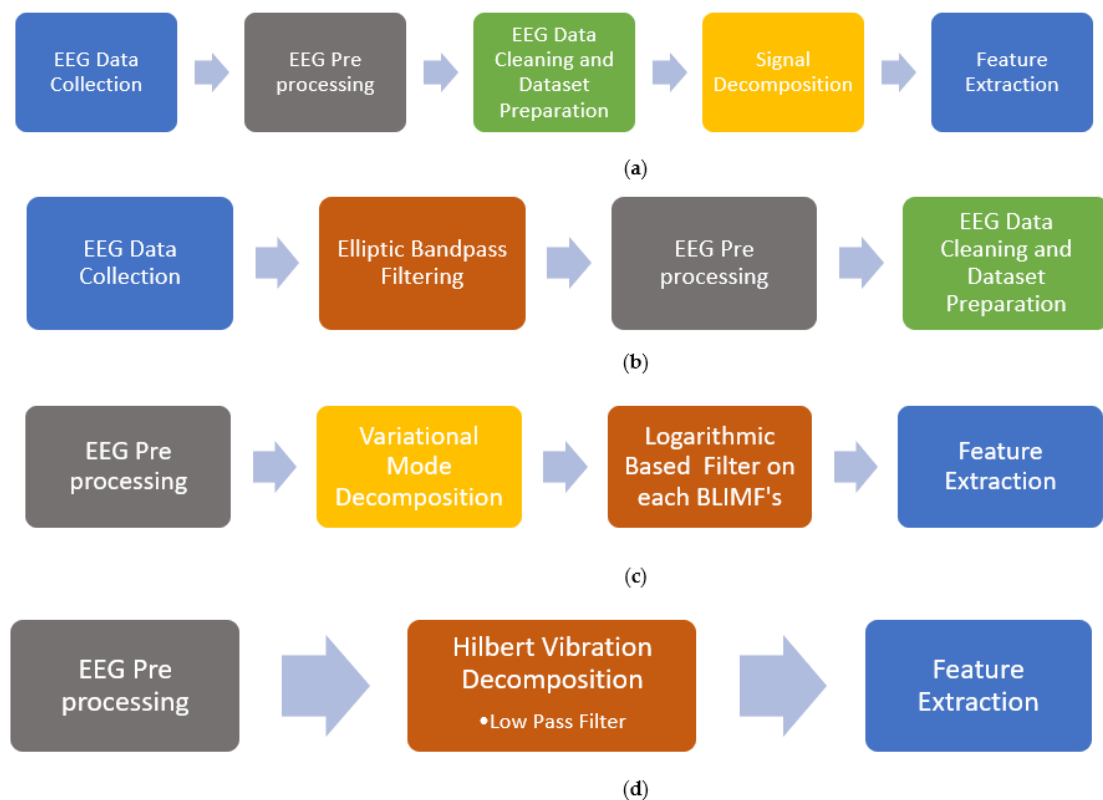 EEG Data
Collection
EEG Pre
processing
EEG Data
Cleaning and
Dataset
Preparation
Signal
Decomposition
Feature
Extraction
(a)
EEG Data
Collection
Elliptic Bandpass
Filtering
EEG Pre
processing
EEG Data
Cleaning and
Dataset
Preparation
(b)
EEG Pre
processing
Variational
Mode
Decomposition
Logarithmic
Based Filter on
each BLIMF's
Feature
Extraction
(c)
EEG Pre
processing
Hilbert Vibration
Decomposition
•Low Pass Filter
Feature
Extraction
(d)